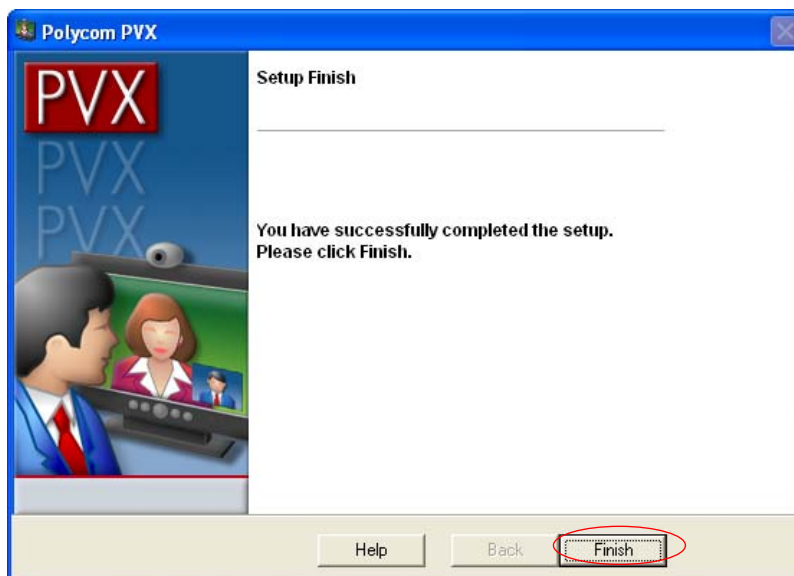 Polycom PVX
PVX
PVX
PVX
Setup Finish
You have successfully completed the setup.
Please click Finish.
Help
Back
Finish